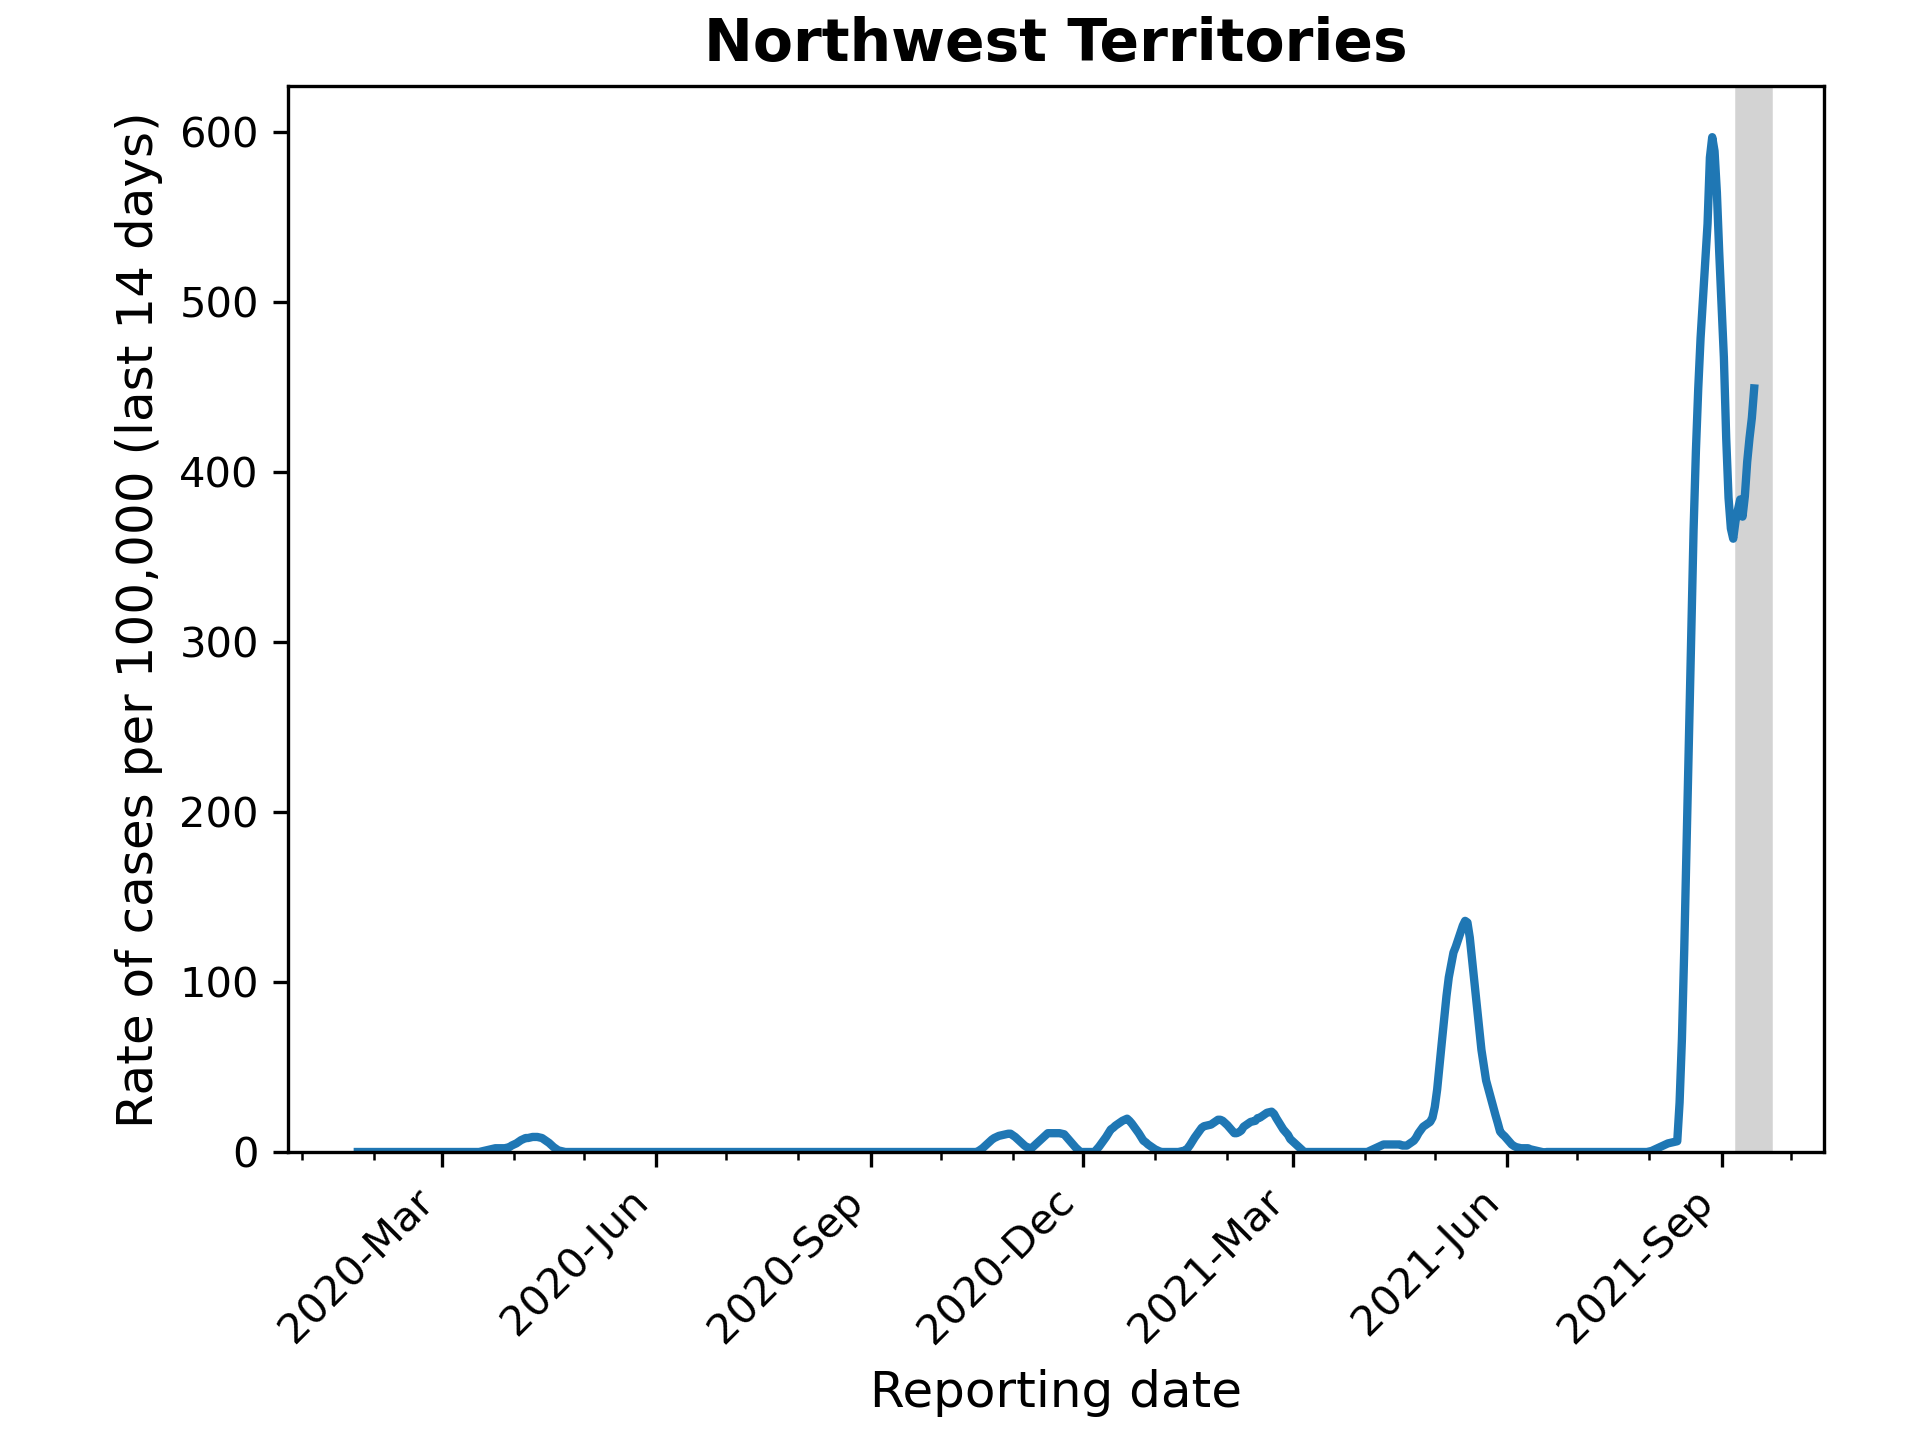 Northwest Territories
Rate of cases per 100,000 (last 14 days)
600
500
400
300
200
100
0
2020-Mar
2020-Jun
2020-Sep
2020-Dec
2021-Mar
2021-Jun
2021-Sep
Reporting date